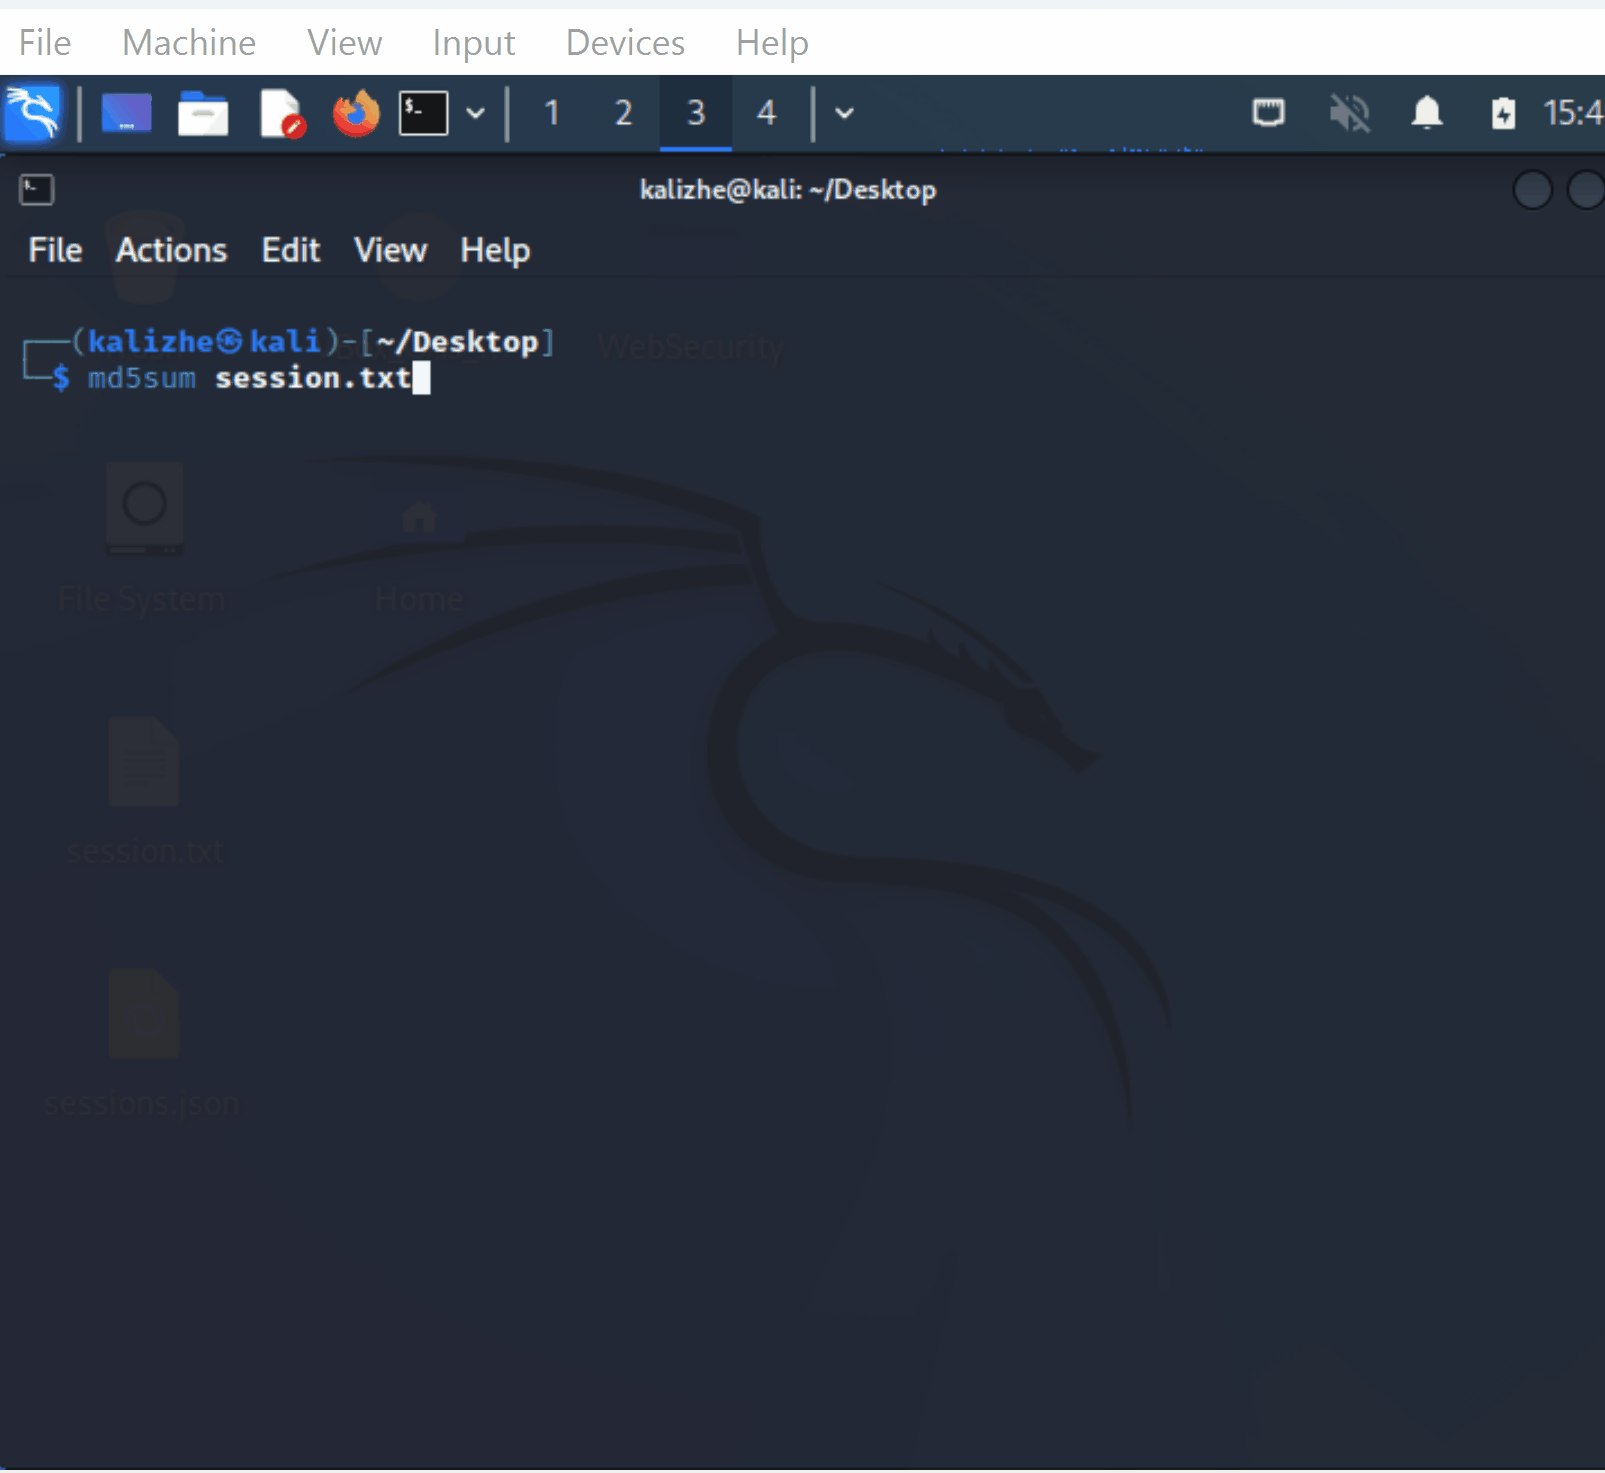 File Machine View Input Devices Help
1 2 3 4 15:4
kalizhe@kali: ~/Desktop
File Actions Edit View Help
(kalizhe㉿kali)-[~/Desktop]
$ md5sum session.txt
WebSecurity
File System Home
session.txt
sessions.json